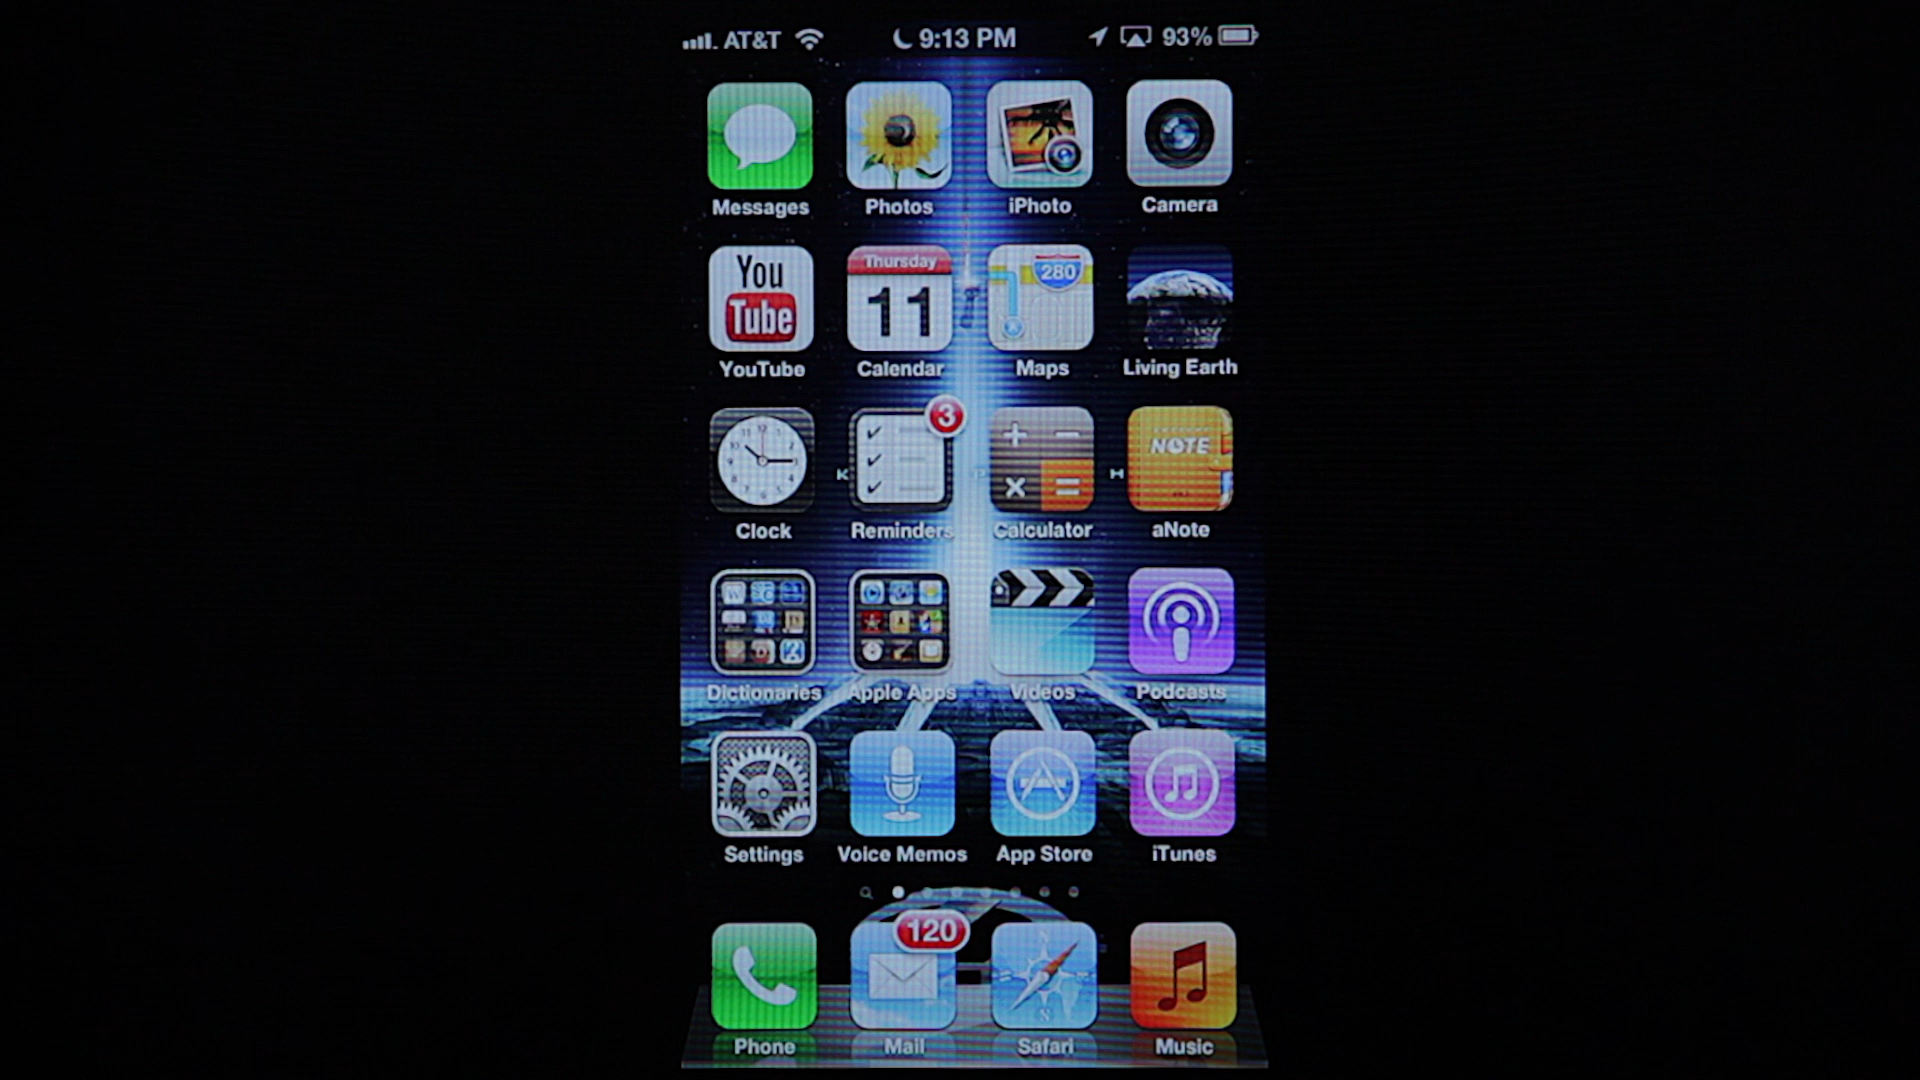 AT&T 9:13 PM 93%
Messages Photos iPhoto Camera
You
Tube
Thursday
11
280
YouTube Calendar Maps Living Earth
3
NOTE
Clock Reminders Calculator aNote
Dictionaries Apple Apps Videos Podcasts
Settings Voice Memos App Store iTunes
120
Phone Mail Safari Music